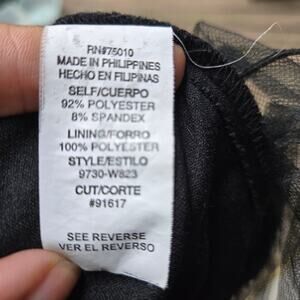 RN#75010
MADE IN PHILIPPINES
HECHO EN FILIPINAS
SELF/CUERPO
92% POLYESTER
8% SPANDEX
LINING/FORRO
100% POLYESTER
STYLE/ESTILO
9730-W823
CUT/CORTE
#91617
SEE REVERSE
VER EL REVERSO